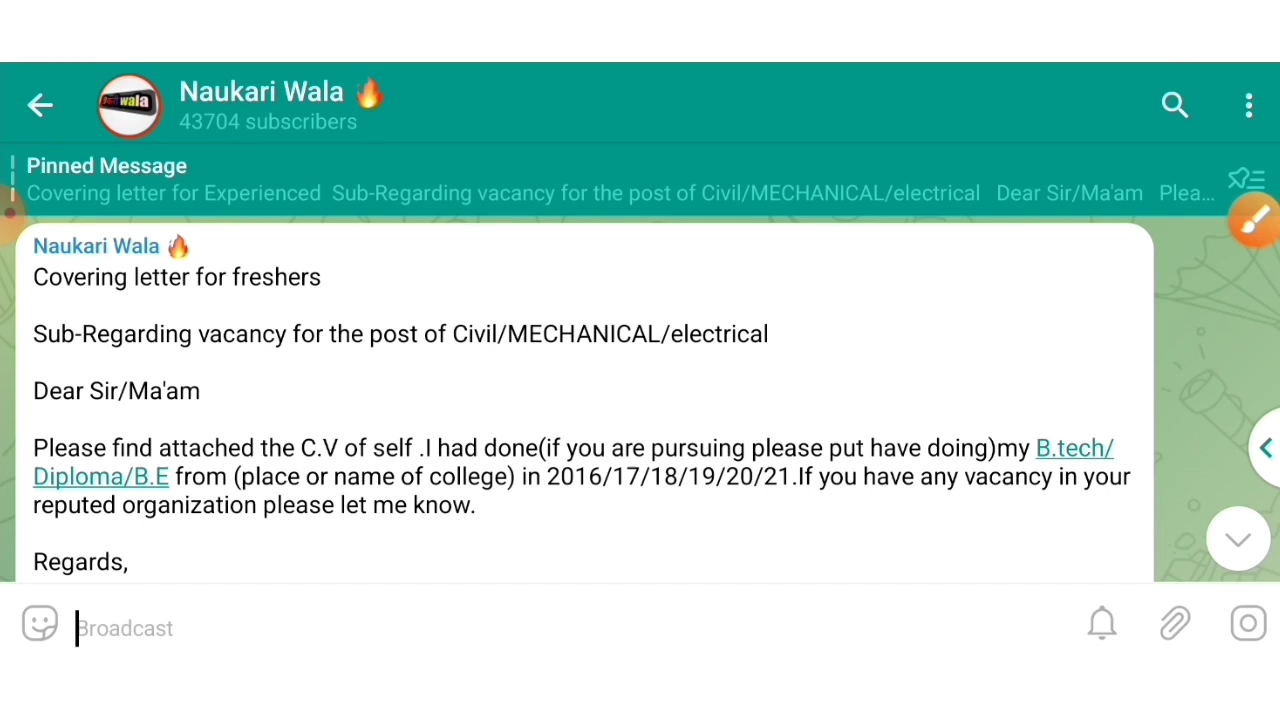 Naukari Wala 🔥
43704 subscribers
Pinned Message
Covering letter for Experienced Sub-Regarding vacancy for the post of Civil/MECHANICAL/electrical Dear Sir/Ma'am Plea...
Naukari Wala 🔥
Covering letter for freshers
Sub-Regarding vacancy for the post of Civil/MECHANICAL/electrical
Dear Sir/Ma'am
Please find attached the C.V of self .I had done(if you are pursuing please put have doing)my B.tech/
Diploma/B.E from (place or name of college) in 2016/17/18/19/20/21.If you have any vacancy in your
reputed organization please let me know.
Regards,
Broadcast